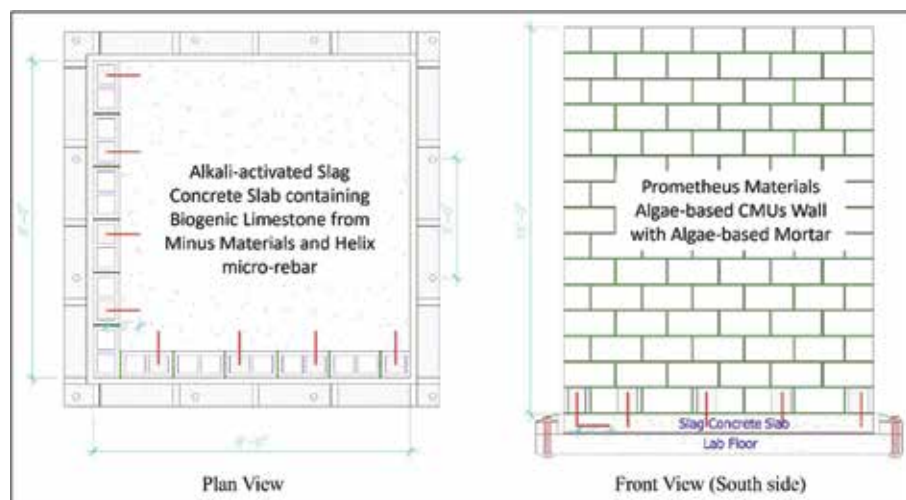 Alkali-activated Slag
Concrete Slab containing
Biogenic Limestone from
Minus Materials and Helix
micro-rebar
Prometheus Materials
Algae-based CMUs Wall
with Algae-based Mortar
Slag Concrete Slab
Lab Floor
Plan View
Front View (South side)